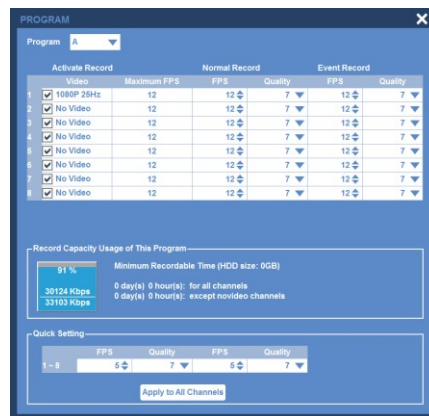 PROGRAM
Program A
Activate Record Normal Record Event Record
Video Maximum FPS FPS Quality FPS Quality
1 1080P 25Hz 12 12 7 12 7
2 No Video 12 12 7 12 7
3 No Video 12 12 7 12 7
4 No Video 12 12 7 12 7
5 No Video 12 12 7 12 7
6 No Video 12 12 7 12 7
7 No Video 12 12 7 12 7
8 No Video 12 12 7 12 7
Record Capacity Usage of This Program
91 %
30124 Kbps
33103 Kbps
Minimum Recordable Time (HDD size: 0GB)
0 day(s) 0 hour(s): for all channels
0 day(s) 0 hour(s): except novideo channels
Quick Setting
FPS Quality FPS Quality
1 ~ 8 5 7 5 7
Apply to All Channels